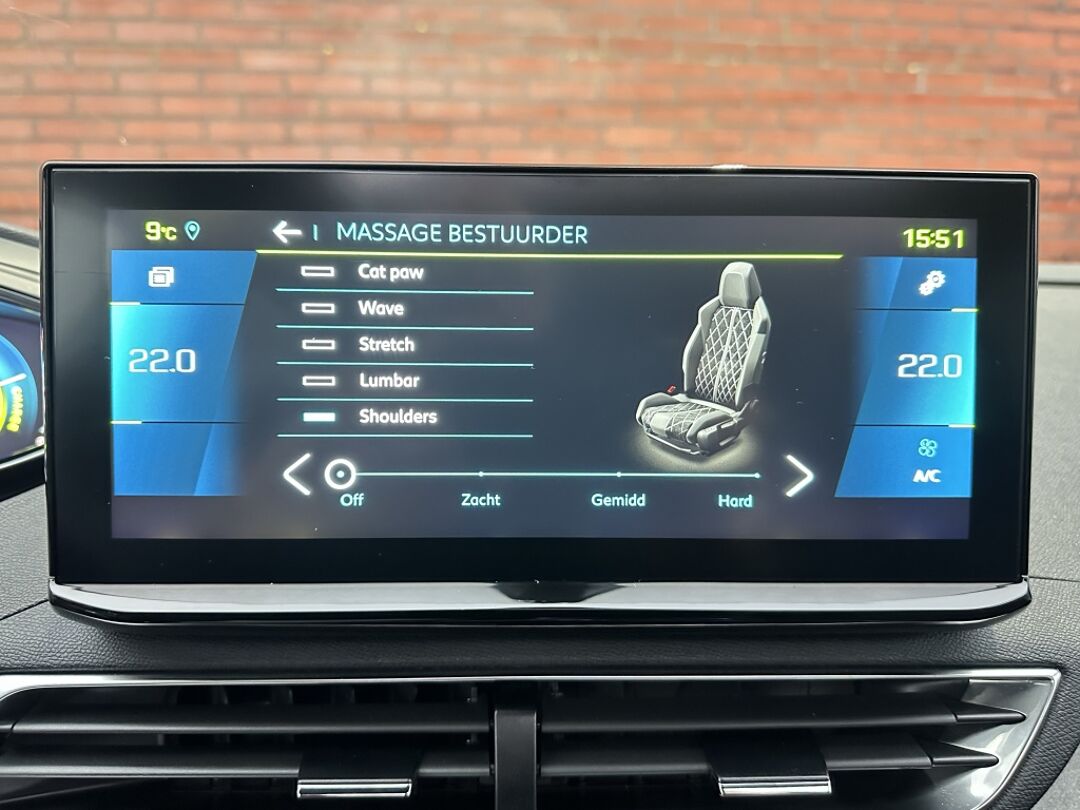 9°C
MASSAGE BESTUURDER
15:51
22.0
Cat paw
Wave
Stretch
Lumbar
Shoulders
Off Zacht Gemidd Hard
22.0
A/C
CHARGE